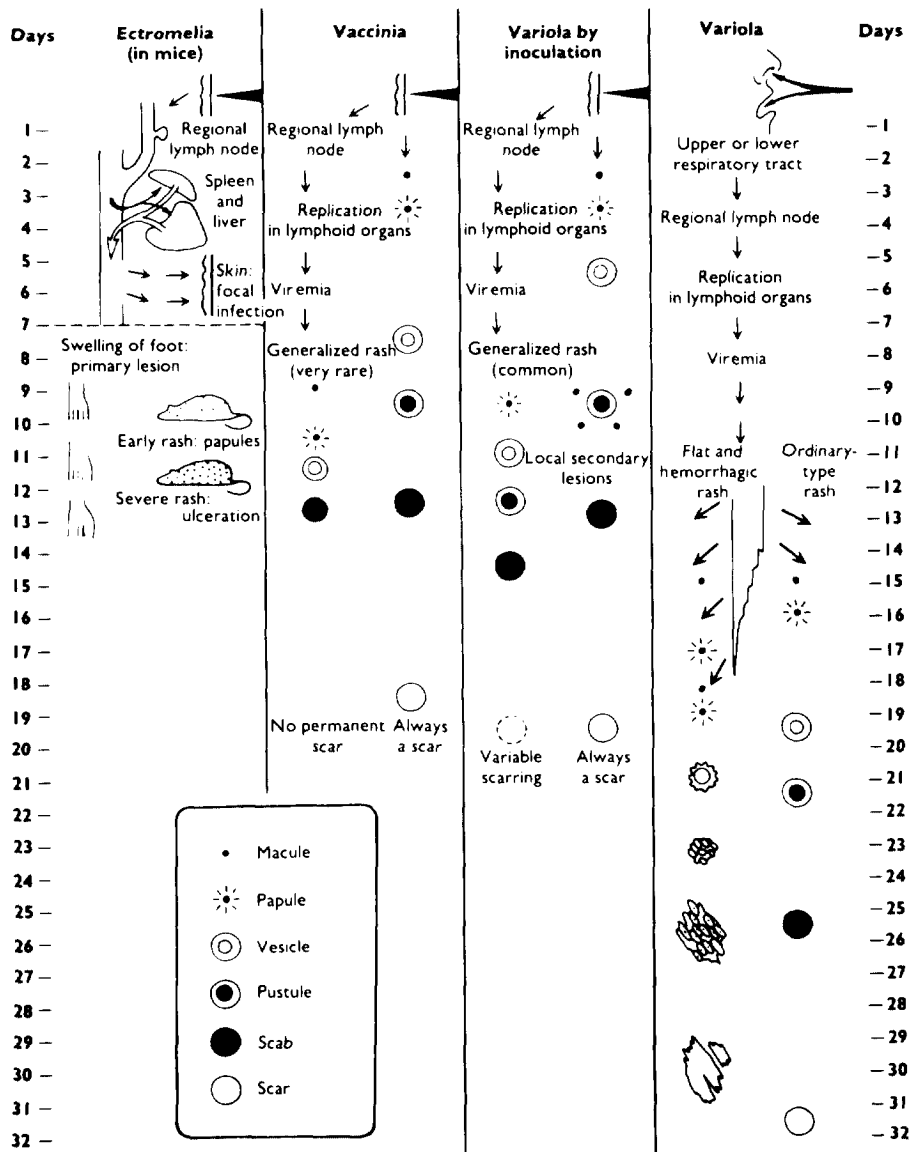 Days
Ectromelia
(in mice)
Vaccinia
Variola by
inoculation
Variola
Days
1
2
3
4
5
6
7
8
9
10
11
12
13
14
15
16
17
18
19
20
21
22
23
24
25
26
27
28
29
30
31
32
Regional
lymph node
Spleen
and
liver
Skin:
focal
infection
Swelling of foot:
primary lesion
Early rash: papules
Severe rash:
ulceration
Regional lymph
node
Replication
in lymphoid organs
Viremia
Generalized rash
(very rare)
No permanent
scar
Always
a scar
Regional lymph
node
Replication
in lymphoid organs
Viremia
Generalized rash
(common)
Local secondary
lesions
Variable
scarring
Always
a scar
Upper or lower
respiratory tract
Regional lymph node
Replication
in lymphoid organs
Viremia
Flat and
hemorrhagic
rash
Ordinary-
type
rash
1
2
3
4
5
6
7
8
9
10
11
12
13
14
15
16
17
18
19
20
21
22
23
24
25
26
27
28
29
30
31
32
Macule
Papule
Vesicle
Pustule
Scab
Scar